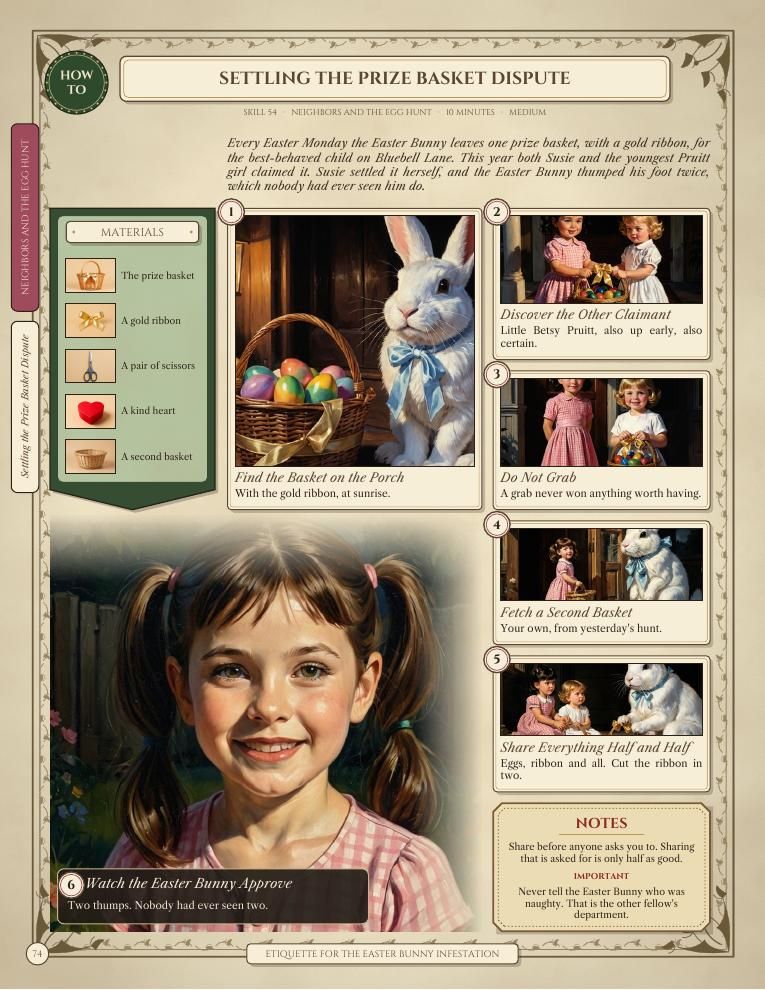 HOW
TO
SETTLING THE PRIZE BASKET DISPUTE
SKILL 54 · NEIGHBORS AND THE EGG HUNT · 10 MINUTES · MEDIUM
Every Easter Monday the Easter Bunny leaves one prize basket, with a gold ribbon, for
the best-behaved child on Bluebell Lane. This year both Susie and the youngest Pruitt
girl claimed it. Susie settled it herself, and the Easter Bunny thumped his foot twice,
which nobody had ever seen him do.
NEIGHBORS AND THE EGG HUNT
Settling the Prize Basket Dispute
MATERIALS
The prize basket
A gold ribbon
A pair of scissors
A kind heart
A second basket
1
Find the Basket on the Porch
With the gold ribbon, at sunrise.
2
Discover the Other Claimant
Little Betsy Pruitt, also up early, also
certain.
3
Do Not Grab
A grab never won anything worth having.
4
Fetch a Second Basket
Your own, from yesterday's hunt.
5
Share Everything Half and Half
Eggs, ribbon and all. Cut the ribbon in
two.
6 Watch the Easter Bunny Approve
Two thumps. Nobody had ever seen two.
NOTES
Share before anyone asks you to. Sharing
that is asked for is only half as good.
IMPORTANT
Never tell the Easter Bunny who was
naughty. That is the other fellow's
department.
74
ETIQUETTE FOR THE EASTER BUNNY INFESTATION